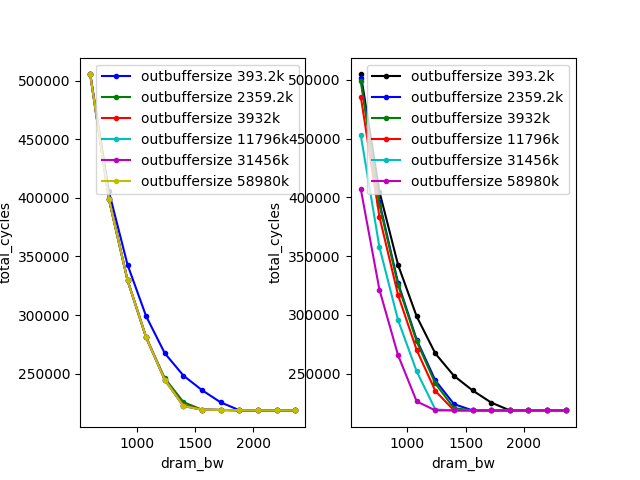 outbuffersize 393.2k
outbuffersize 2359.2k
outbuffersize 3932k
outbuffersize 11796k
outbuffersize 31456k
outbuffersize 58980k
500000
450000
400000
350000
300000
250000
total_cycles
1000
1500
2000
dram_bw
outbuffersize 393.2k
outbuffersize 2359.2k
outbuffersize 3932k
outbuffersize 11796k
outbuffersize 31456k
outbuffersize 58980k
500000
450000
400000
350000
300000
250000
total_cycles
1000
1500
2000
dram_bw